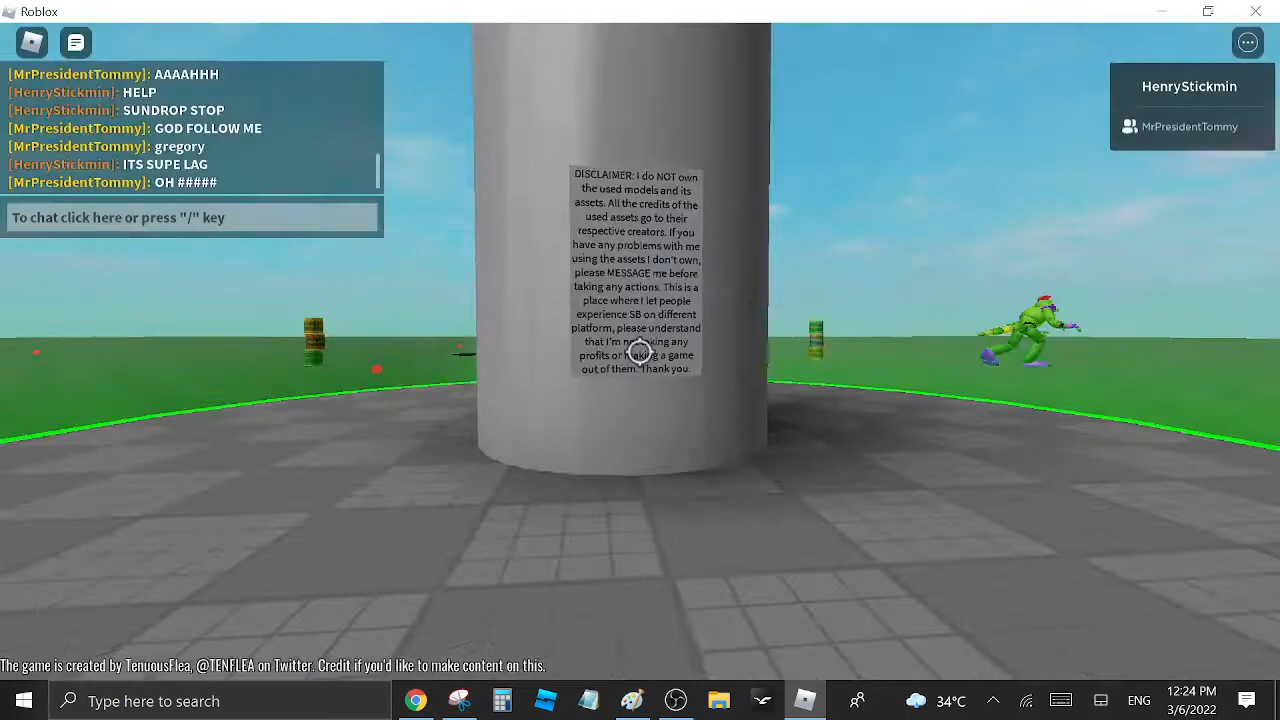 Roblox
[MrPresidentTommy]: AAAAHHH
[HenryStickmin]: HELP
[HenryStickmin]: SUNDROP STOP
[MrPresidentTommy]: GOD FOLLOW ME
[MrPresidentTommy]: gregory
[HenryStickmin]: ITS SUPE LAG
[MrPresidentTommy]: OH #####
To chat click here or press "/" key
HenryStickmin
MrPresidentTommy
DISCLAIMER: I do NOT own
the used models and its
assets. All the credits of the
used assets go to their
respective creators. If you
have any problems with me
using the assets I don't own,
please MESSAGE me before
taking any actions. This is a
place where I let people
experience SB on different
platform, please understand
that I'm any
profits or a game
out of them. Thank you.
The game is created by TenuousFlea, @TENFLEA on Twitter. Credit if you'd like to make content on this.
Type here to search
34°C
ENG
12:24 PM
3/6/2022